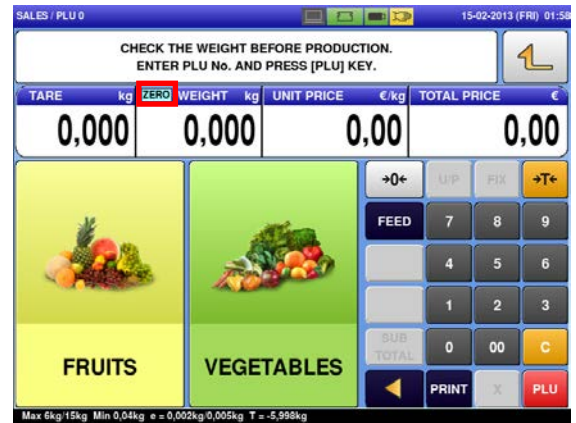 SALES / PLU 0
15-02-2013 (FRI) 01:58
CHECK THE WEIGHT BEFORE PRODUCTION.
ENTER PLU No. AND PRESS [PLU] KEY.
TARE kg ZERO WEIGHT kg UNIT PRICE €/kg TOTAL PRICE €
0,000 0,000 0,00 0,00
→0← U/P FIX →T←
FEED 7 8 9
4 5 6
1 2 3
SUB TOTAL 0 00 C
FRUITS VEGETABLES
PRINT X PLU
Max 6kg/15kg Min 0,04kg e = 0,002kg/0,005kg T = -5,998kg